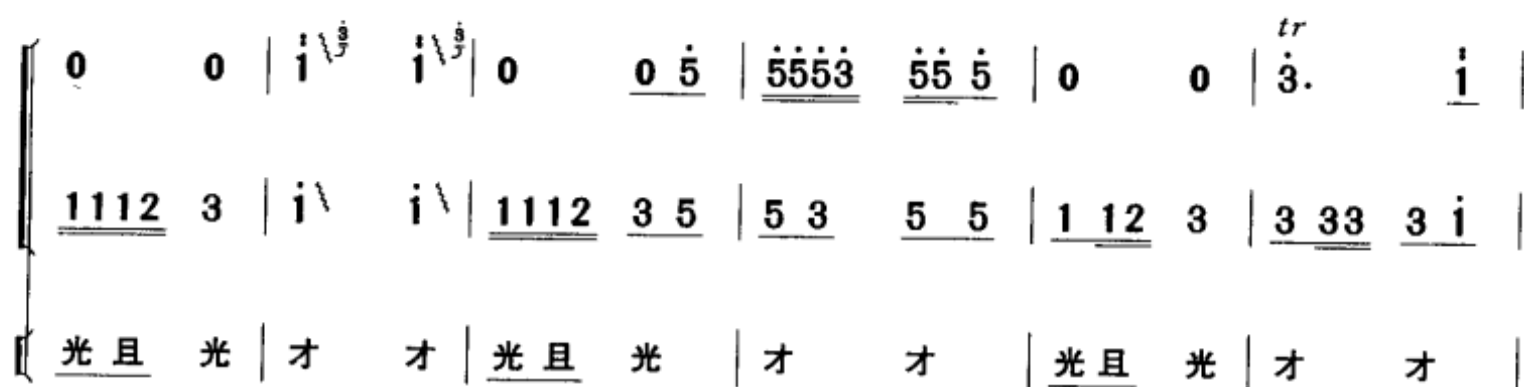 tr
0 0 | i i | 0 0 5 | 5553 55 5 | 0 0 | 3. i |
1112 3 | i i | 1112 3 5 | 5 3 5 5 | 1 12 3 | 3 33 3 i |
光且 光 | 才 才 | 光且 光 | 才 才 | 光且 光 | 才 才 |